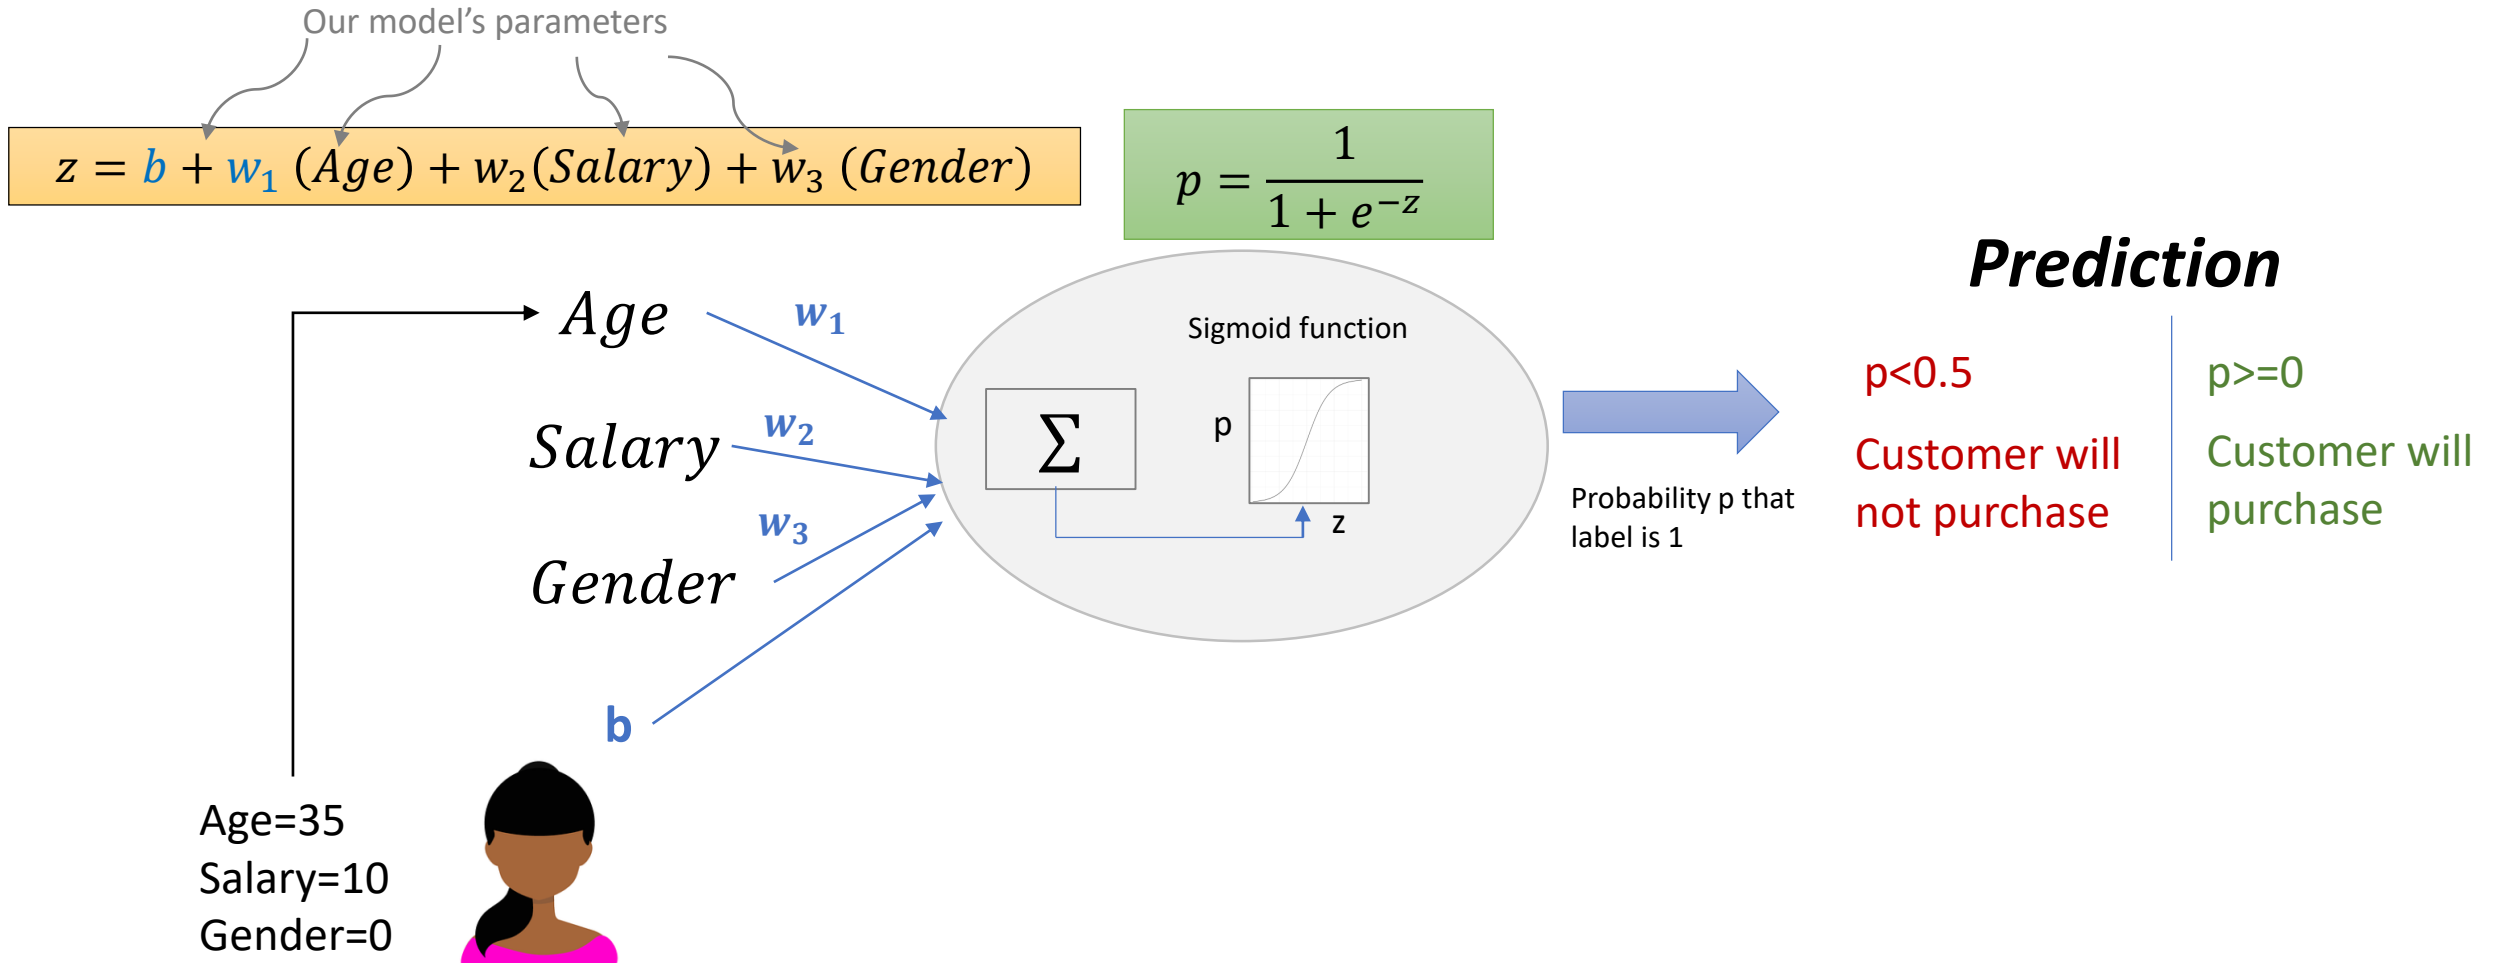 Our model's parameters
z = b + w₁ (Age) + w₂(Salary) + w₃ (Gender)
p = 1 / (1 + e^(−z))
Prediction
Age
w₁
Sigmoid function
p<0.5
p>=0
Salary
w₂
Σ
p
z
Customer will
not purchase
Customer will
purchase
Gender
w₃
Probability p that
label is 1
b
Age=35
Salary=10
Gender=0